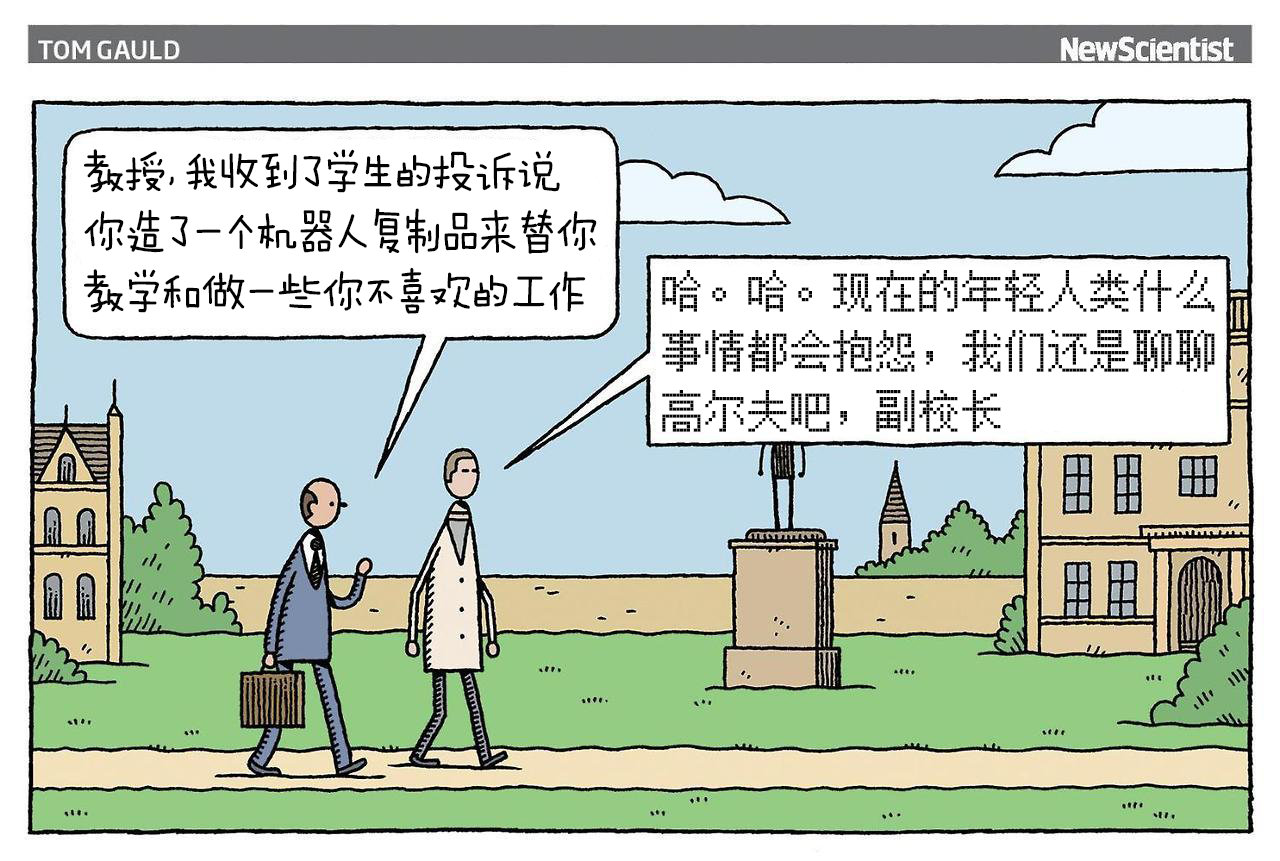 TOM GAULD
NewScientist
教授,我收到了学生的投诉说
你造了一个机器人复制品来替你
教学和做一些你不喜欢的工作
哈。哈。现在的年轻人类什么
事情都会抱怨，我们还是聊聊
高尔夫吧，副校长